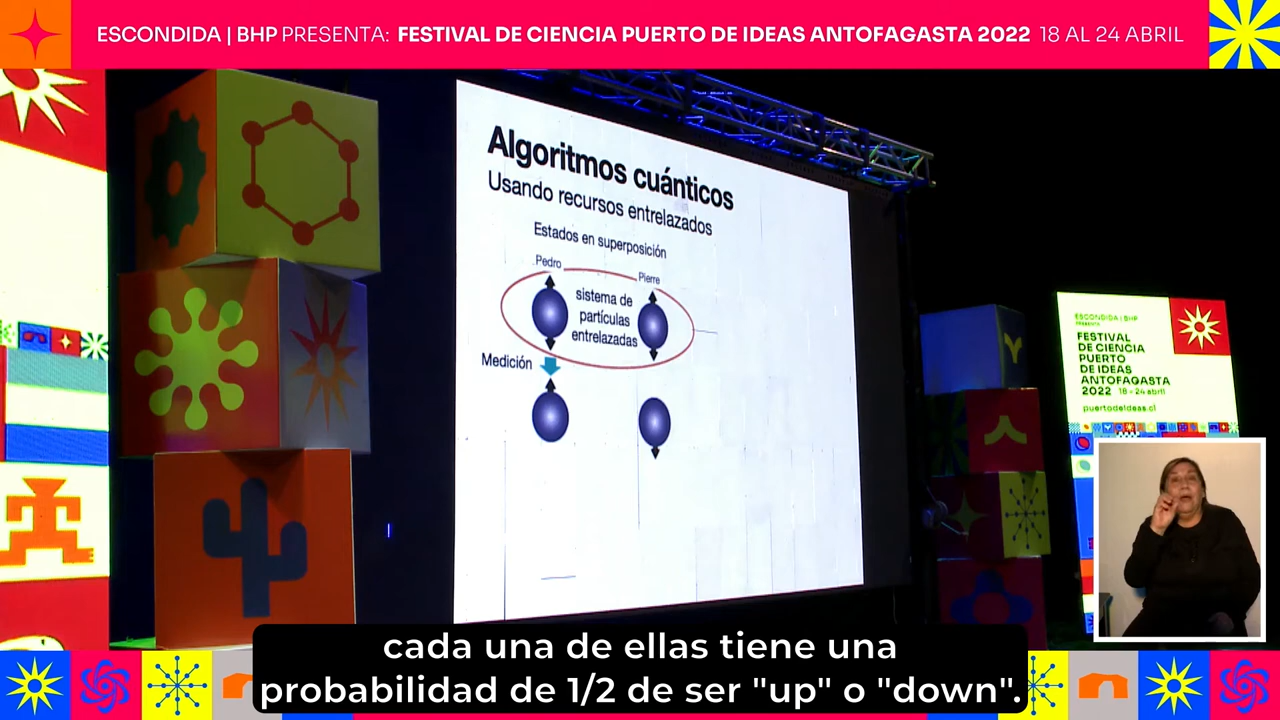 ESCONDIDA | BHP PRESENTA: FESTIVAL DE CIENCIA PUERTO DE IDEAS ANTOFAGASTA 2022 18 AL 24 ABRIL
Algoritmos cuánticos
Usando recursos entrelazados
Estados en superposición
Pedro
Pierre
sistema de
partículas
entrelazadas
Medición
ESCONDIDA | BHP
PRESENTA:
FESTIVAL
DE CIENCIA
PUERTO
DE IDEAS
ANTOFAGASTA
2022 18 - 24 abril
puertodeideas.cl
cada una de ellas tiene una
probabilidad de 1/2 de ser "up" o "down".